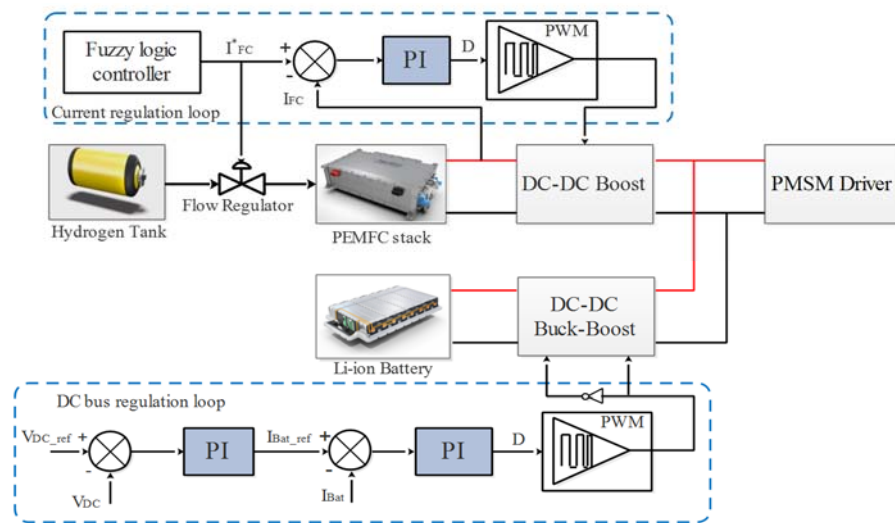 Fuzzy logic
controller
I*FC
+
-
IFC
PI
D
PWM
Current regulation loop
Hydrogen Tank
Flow Regulator
PEMFC stack
DC-DC Boost
PMSM Driver
Li-ion Battery
DC-DC
Buck-Boost
DC bus regulation loop
VDC_ref
+
-
VDC
PI
IBat_ref
+
-
IBat
PI
D
PWM